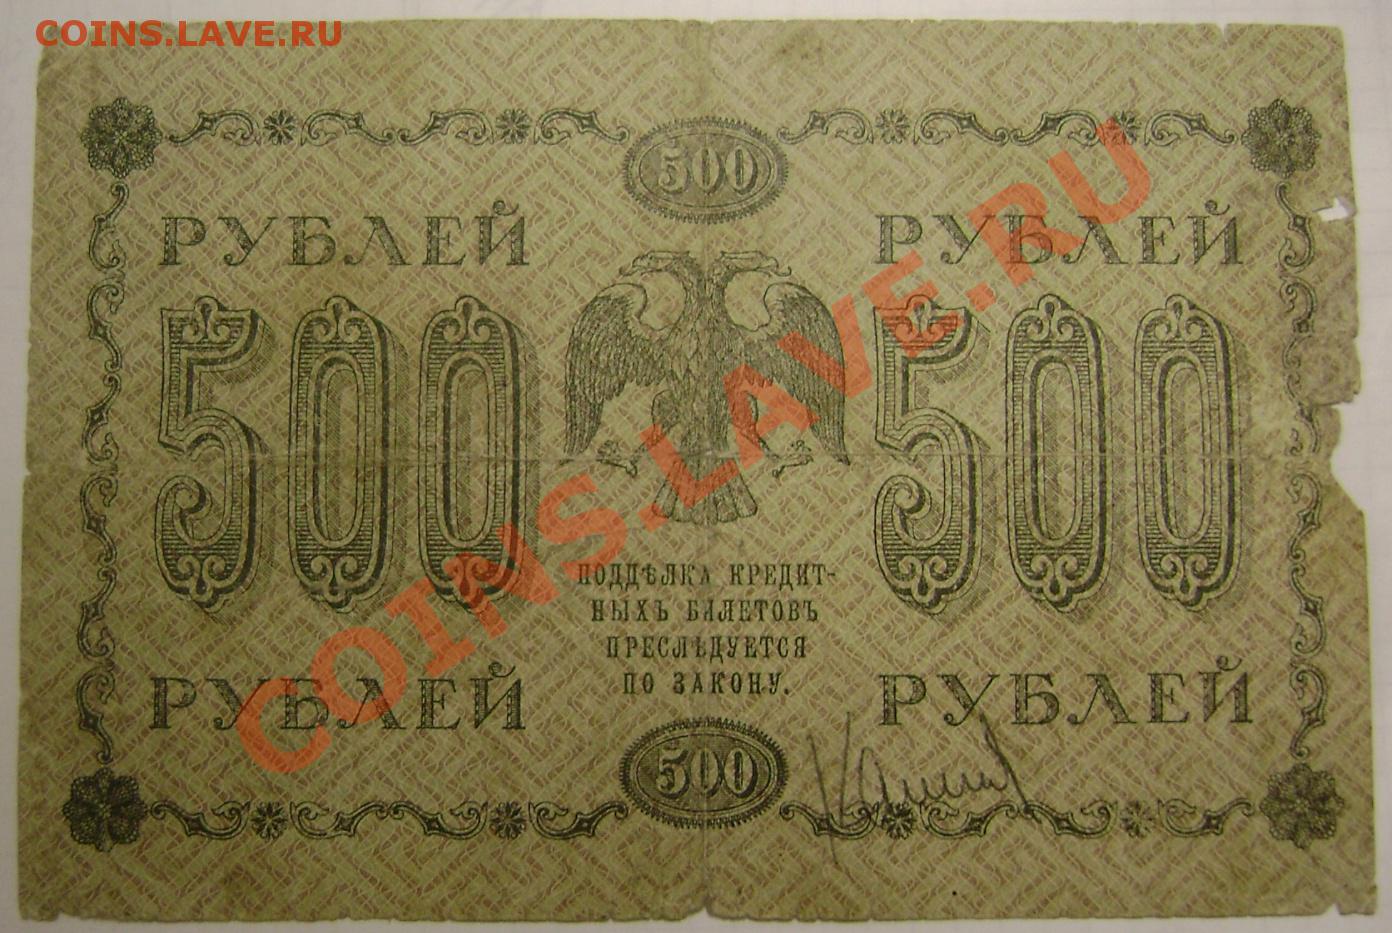 COINS.LAVE.RU
500
РУБЛЕЙ РУБЛЕЙ
500 500
COINS.LAVE.RU
ПОДДѢЛКА КРЕДИТ-
НЫХЪ БИЛЕТОВЪ
ПРЕСЛѢДУЕТСЯ
ПО ЗАКОНУ.
РУБЛЕЙ РУБЛЕЙ
500